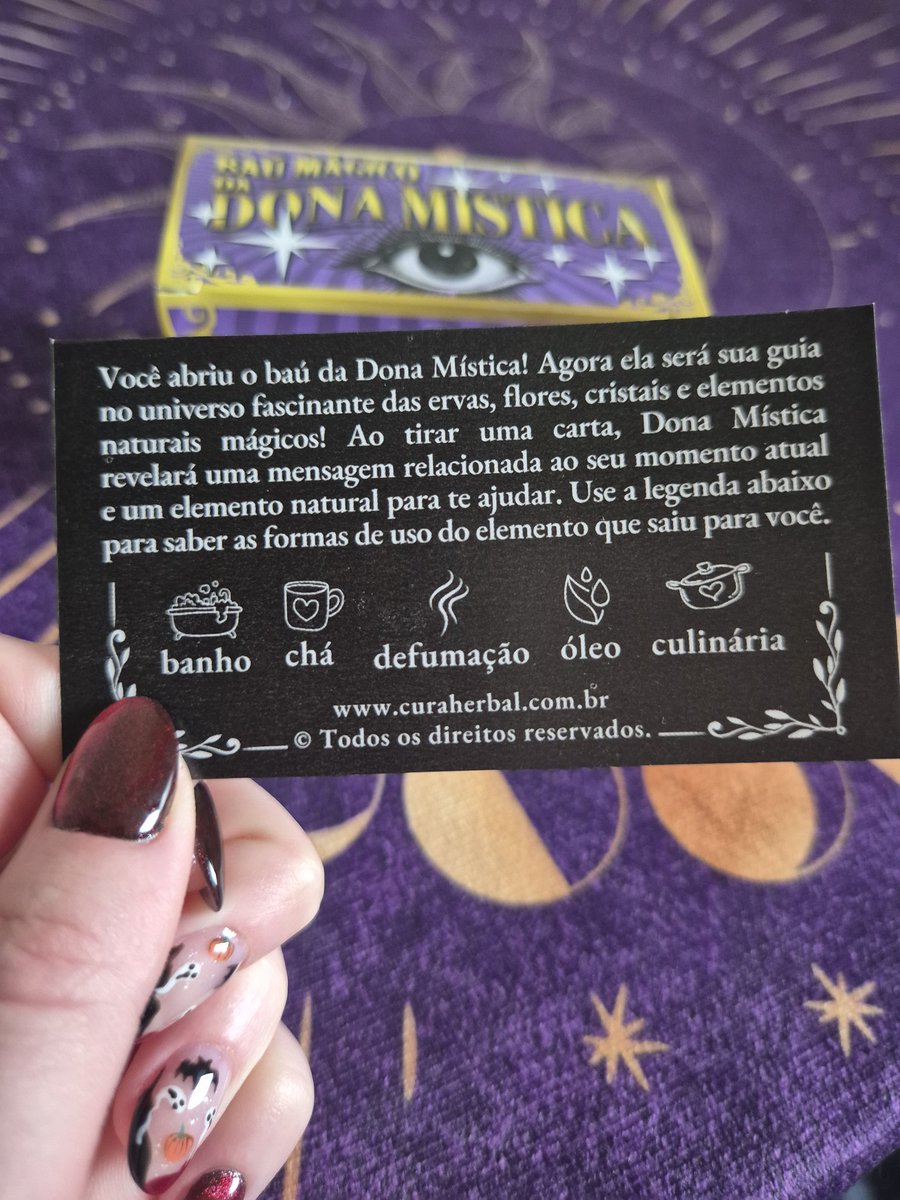 BAÚ MÁGICO
DA
DONA MÍSTICA
Você abriu o baú da Dona Mística! Agora ela será sua guia
no universo fascinante das ervas, flores, cristais e elementos
naturais mágicos! Ao tirar uma carta, Dona Mística
revelará uma mensagem relacionada ao seu momento atual
e um elemento natural para te ajudar. Use a legenda abaixo
para saber as formas de uso do elemento que saiu para você.
banho chá defumação óleo culinária
www.curaherbal.com.br
© Todos os direitos reservados.